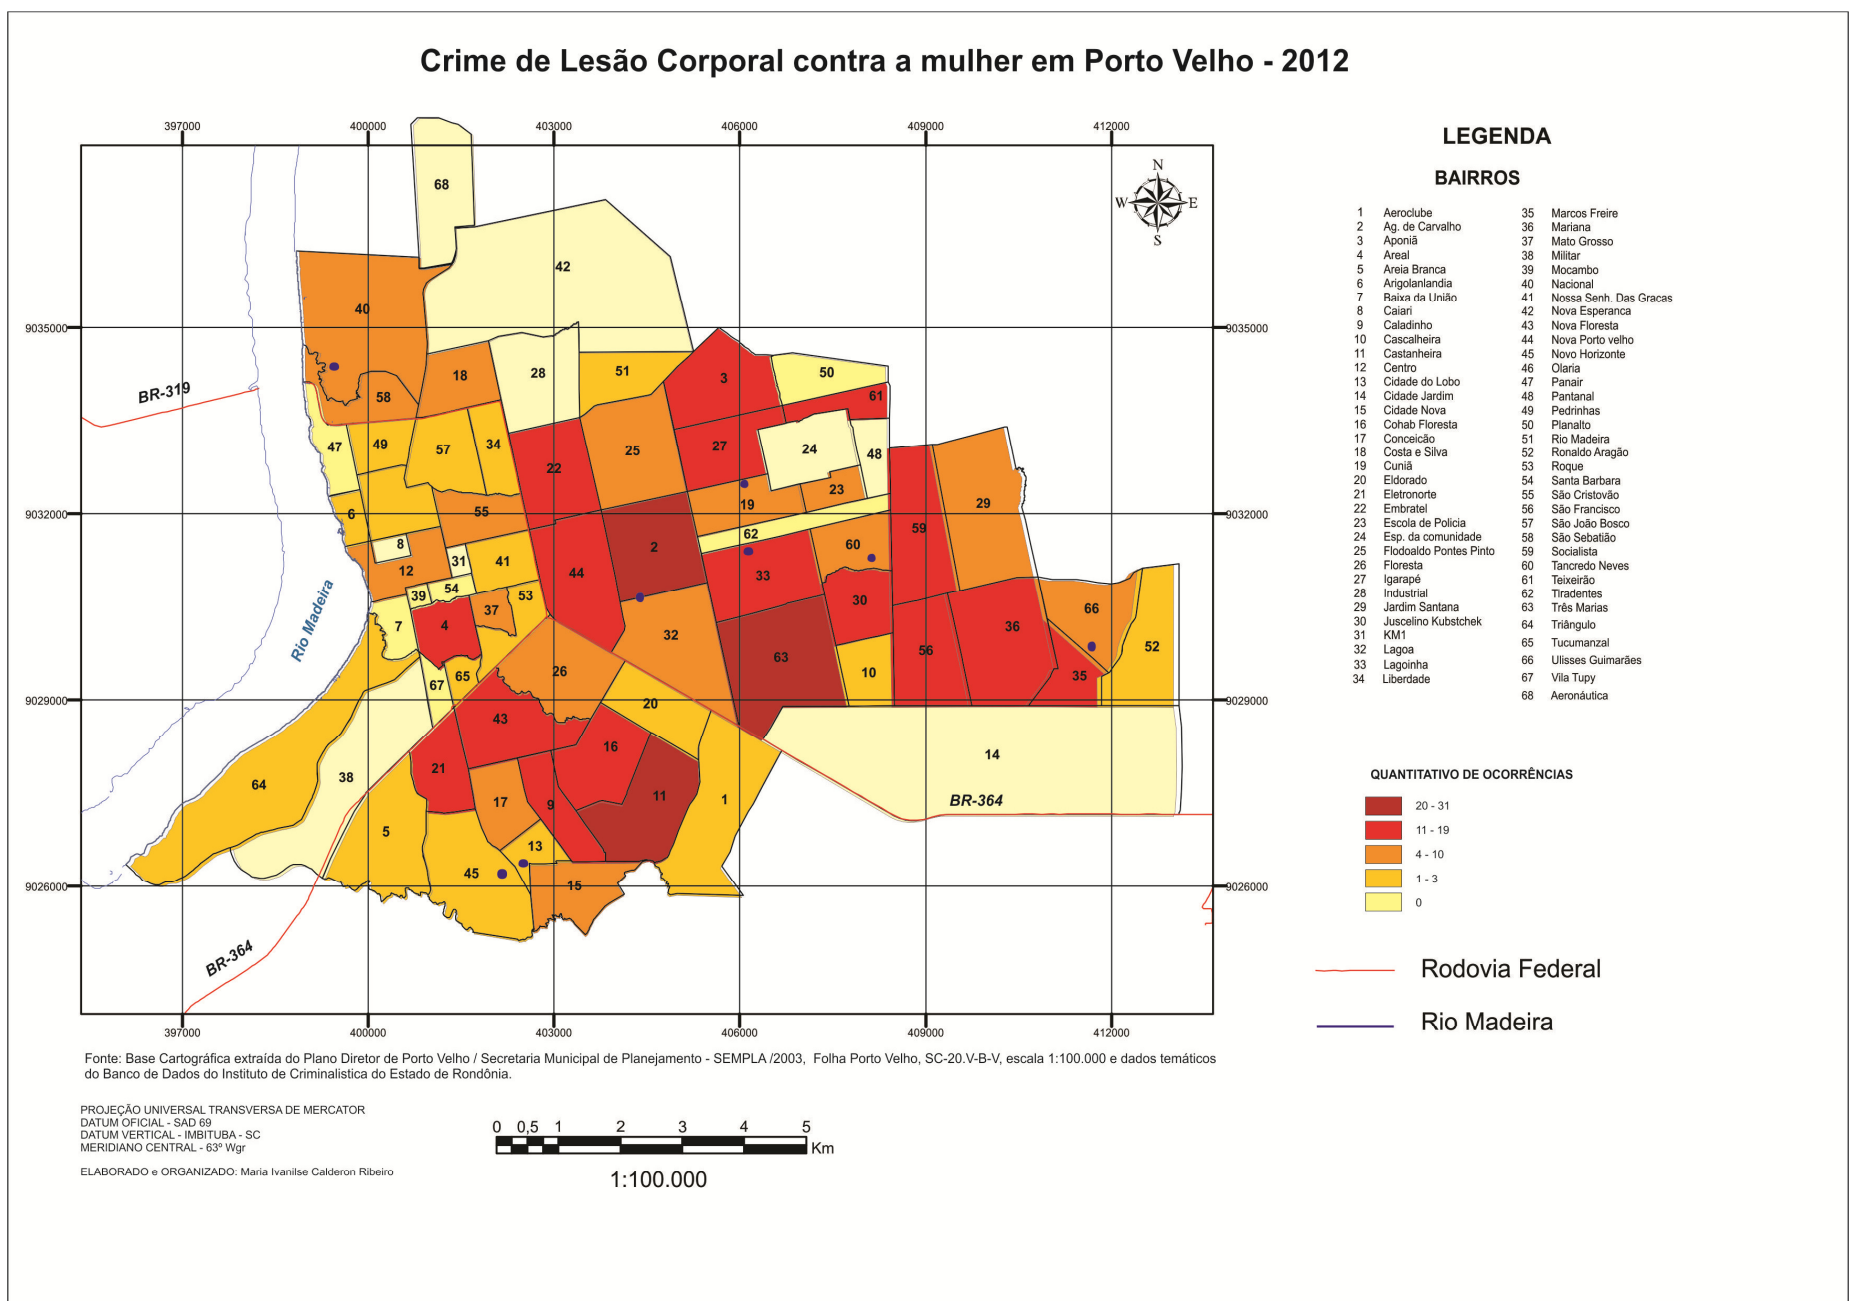 Crime de Lesão Corporal contra a mulher em Porto Velho - 2012
397000 400000 403000 406000 409000 412000
N
W E
S
68
42
40
9035000 9035000
BR-319
18 28 51 3 50
58 61
47 49 57 34 22 25 27 24 48
23 29
6 55 19
9032000 9032000
8 31 41 2 62 60 59
12 44 33
39 54 53 30 66
7 4 37 32 36
Rio Madeira
63 56 52
67 65 26 10 35
9029000 9029000
43 20
16 14
64 38 21 17 9 11 1
BR-364
5 13
45 15
9026000 9026000
BR-364
397000 400000 403000 406000 409000 412000
LEGENDA
BAIRROS
1 Aeroclube
2 Ag. de Carvalho
3 Aponiã
4 Areal
5 Areia Branca
6 Arigolanlandia
7 Baixa da União
8 Caiari
9 Caladinho
10 Cascalheira
11 Castanheira
12 Centro
13 Cidade do Lobo
14 Cidade Jardim
15 Cidade Nova
16 Cohab Floresta
17 Conceicão
18 Costa e Silva
19 Cuniã
20 Eldorado
21 Eletronorte
22 Embratel
23 Escola de Policia
24 Esp. da comunidade
25 Flodoaldo Pontes Pinto
26 Floresta
27 Igarapé
28 Industrial
29 Jardim Santana
30 Juscelino Kubstchek
31 KM1
32 Lagoa
33 Lagoinha
34 Liberdade
35 Marcos Freire
36 Mariana
37 Mato Grosso
38 Militar
39 Mocambo
40 Nacional
41 Nossa Senh. Das Gracas
42 Nova Esperanca
43 Nova Floresta
44 Nova Porto velho
45 Novo Horizonte
46 Olaria
47 Panair
48 Pantanal
49 Pedrinhas
50 Planalto
51 Rio Madeira
52 Ronaldo Aragão
53 Roque
54 Santa Barbara
55 São Cristovão
56 São Francisco
57 São João Bosco
58 São Sebatião
59 Socialista
60 Tancredo Neves
61 Teixeirão
62 TIradentes
63 Três Marias
64 Triângulo
65 Tucumanzal
66 Ulisses Guimarães
67 Vila Tupy
68 Aeronáutica
QUANTITATIVO DE OCORRÊNCIAS
20 - 31
11 - 19
4 - 10
1 - 3
0
Rodovia Federal
Rio Madeira
Fonte: Base Cartográfica extraída do Plano Diretor de Porto Velho / Secretaria Municipal de Planejamento - SEMPLA /2003, Folha Porto Velho, SC-20.V-B-V, escala 1:100.000 e dados temáticos
do Banco de Dados do Instituto de Criminalistica do Estado de Rondônia.
PROJEÇÃO UNIVERSAL TRANSVERSA DE MERCATOR
DATUM OFICIAL - SAD 69
DATUM VERTICAL - IMBITUBA - SC
MERIDIANO CENTRAL - 63º Wgr
ELABORADO e ORGANIZADO: Maria Ivanilse Calderon Ribeiro
0 0,5 1 2 3 4 5
Km
1:100.000